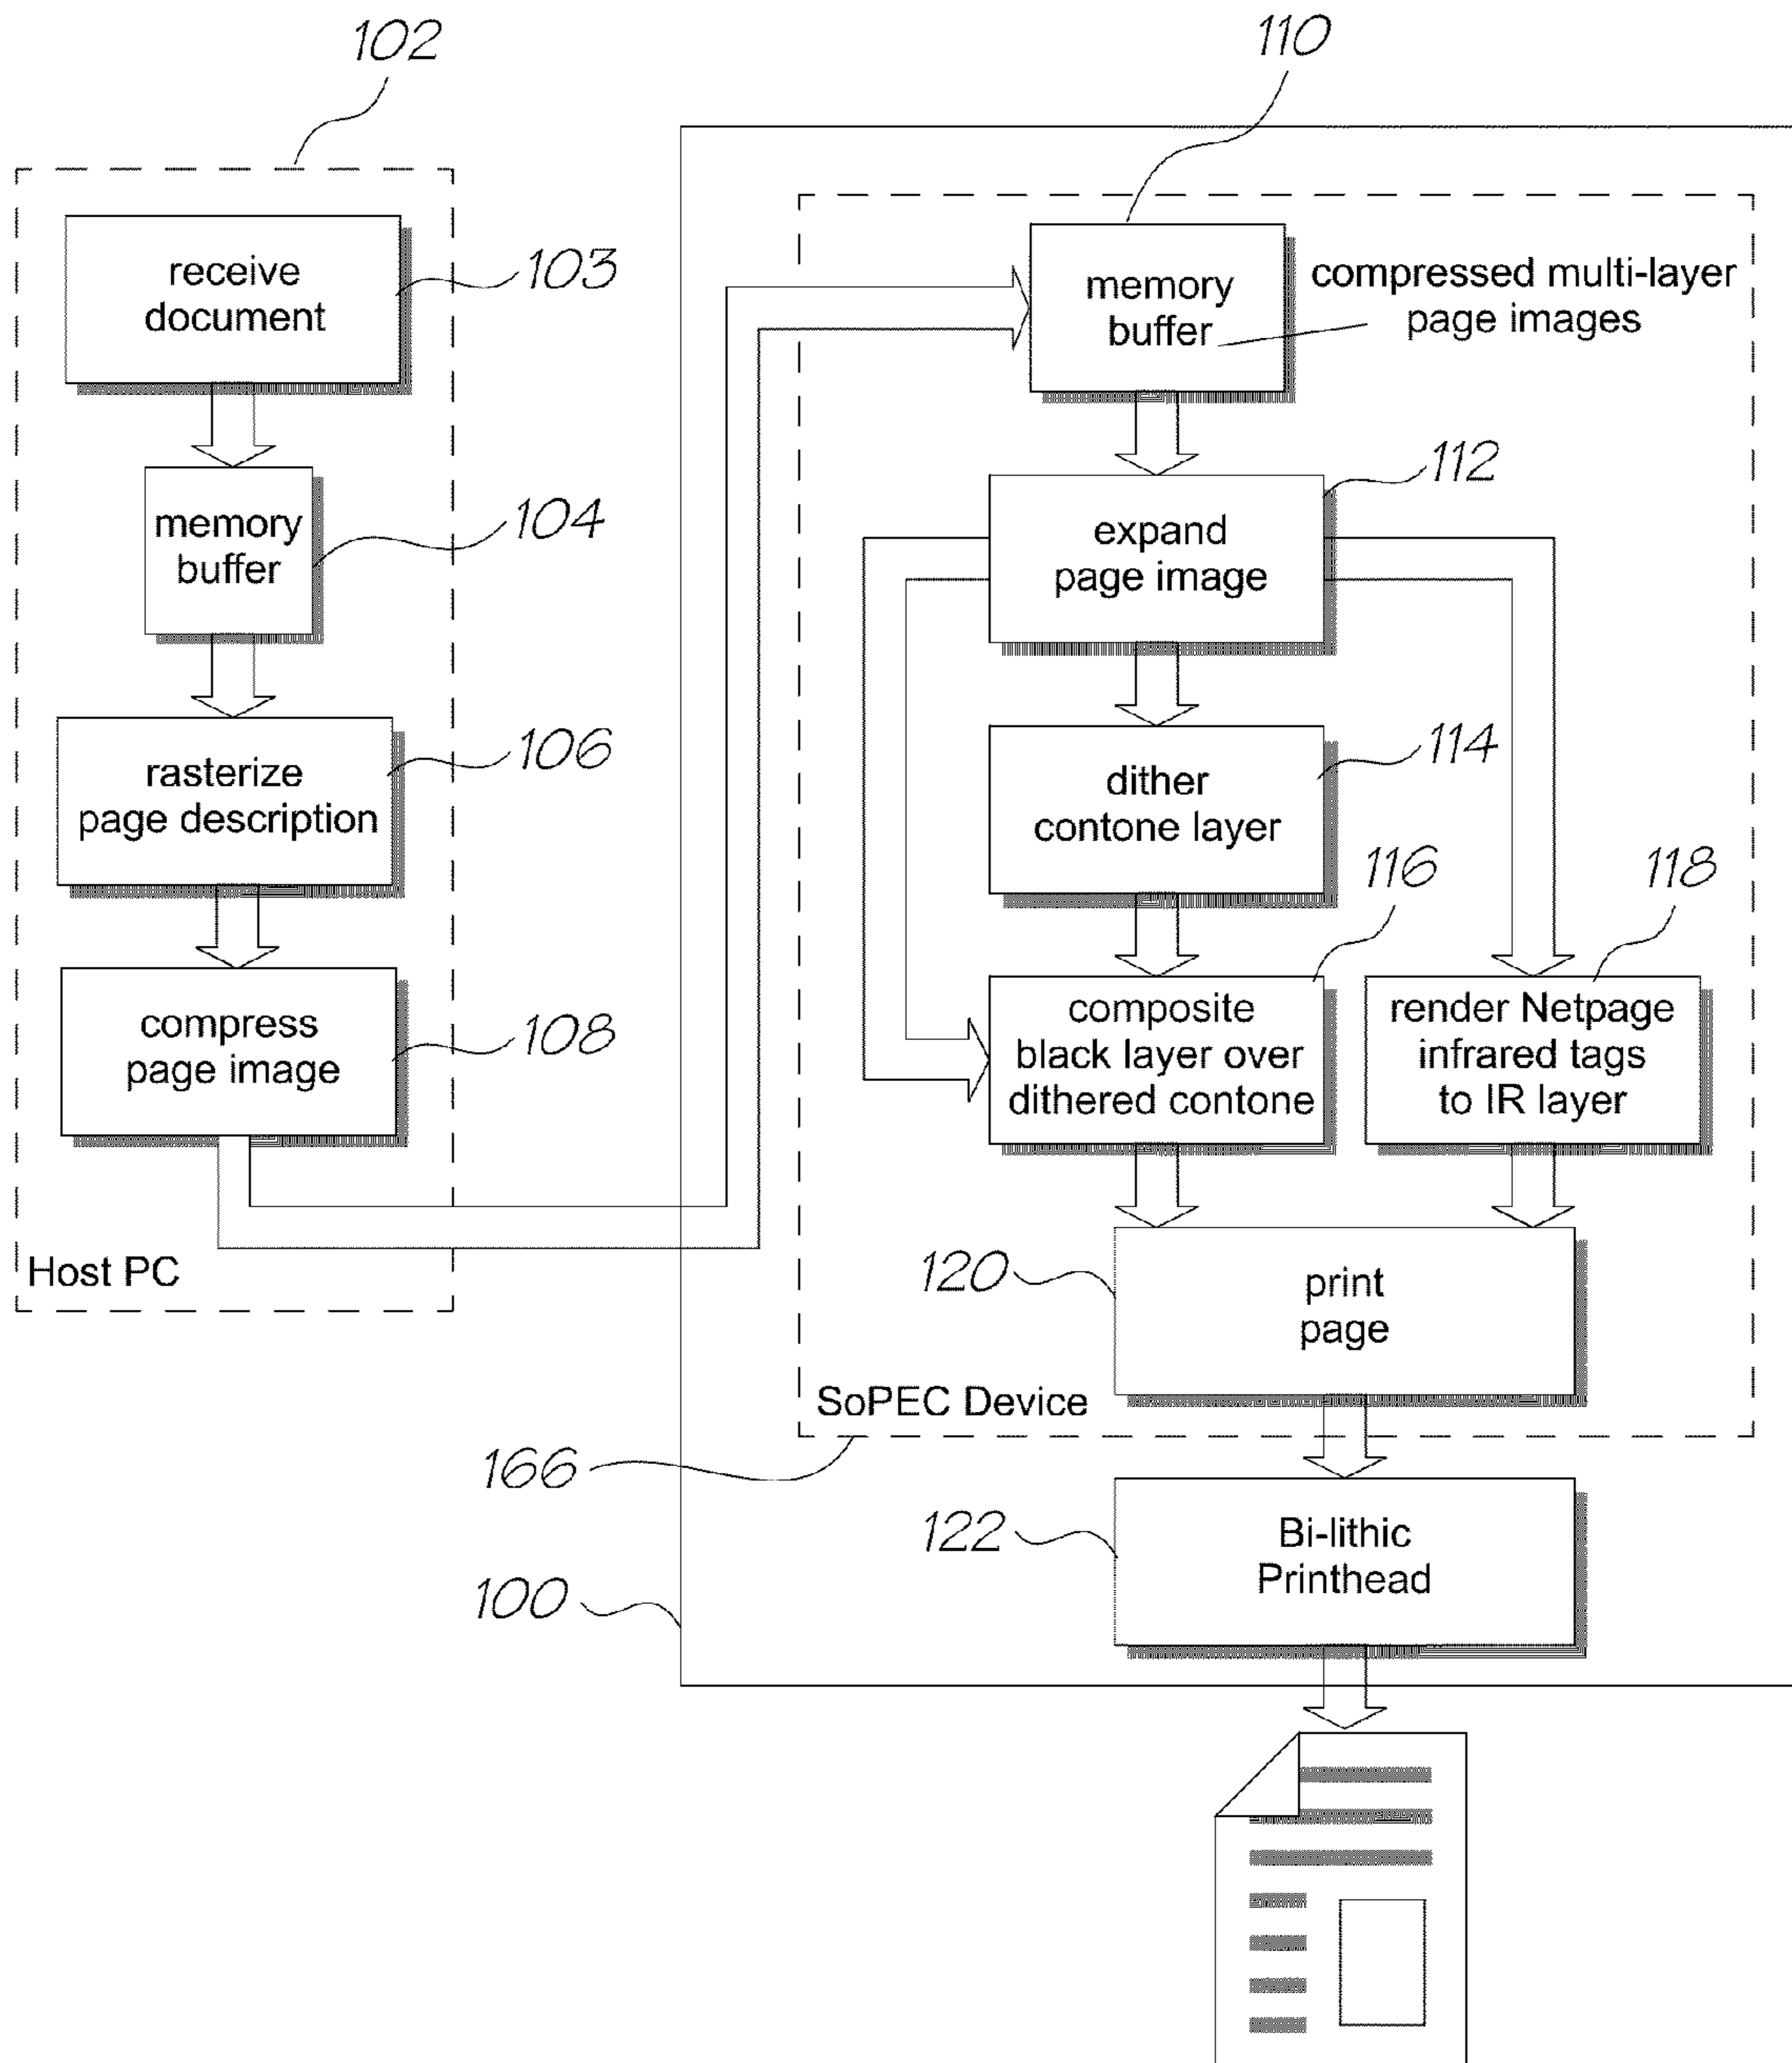 102
110
receive
document
103
memory
buffer
compressed multi-layer
page images
memory
buffer
104
expand
page image
112
rasterize
page description
106
dither
contone layer
114
116
118
compress
page image
108
composite
black layer over
dithered contone
render Netpage
infrared tags
to IR layer
Host PC
120
print
page
SoPEC Device
166
122
Bi-lithic
Printhead
100